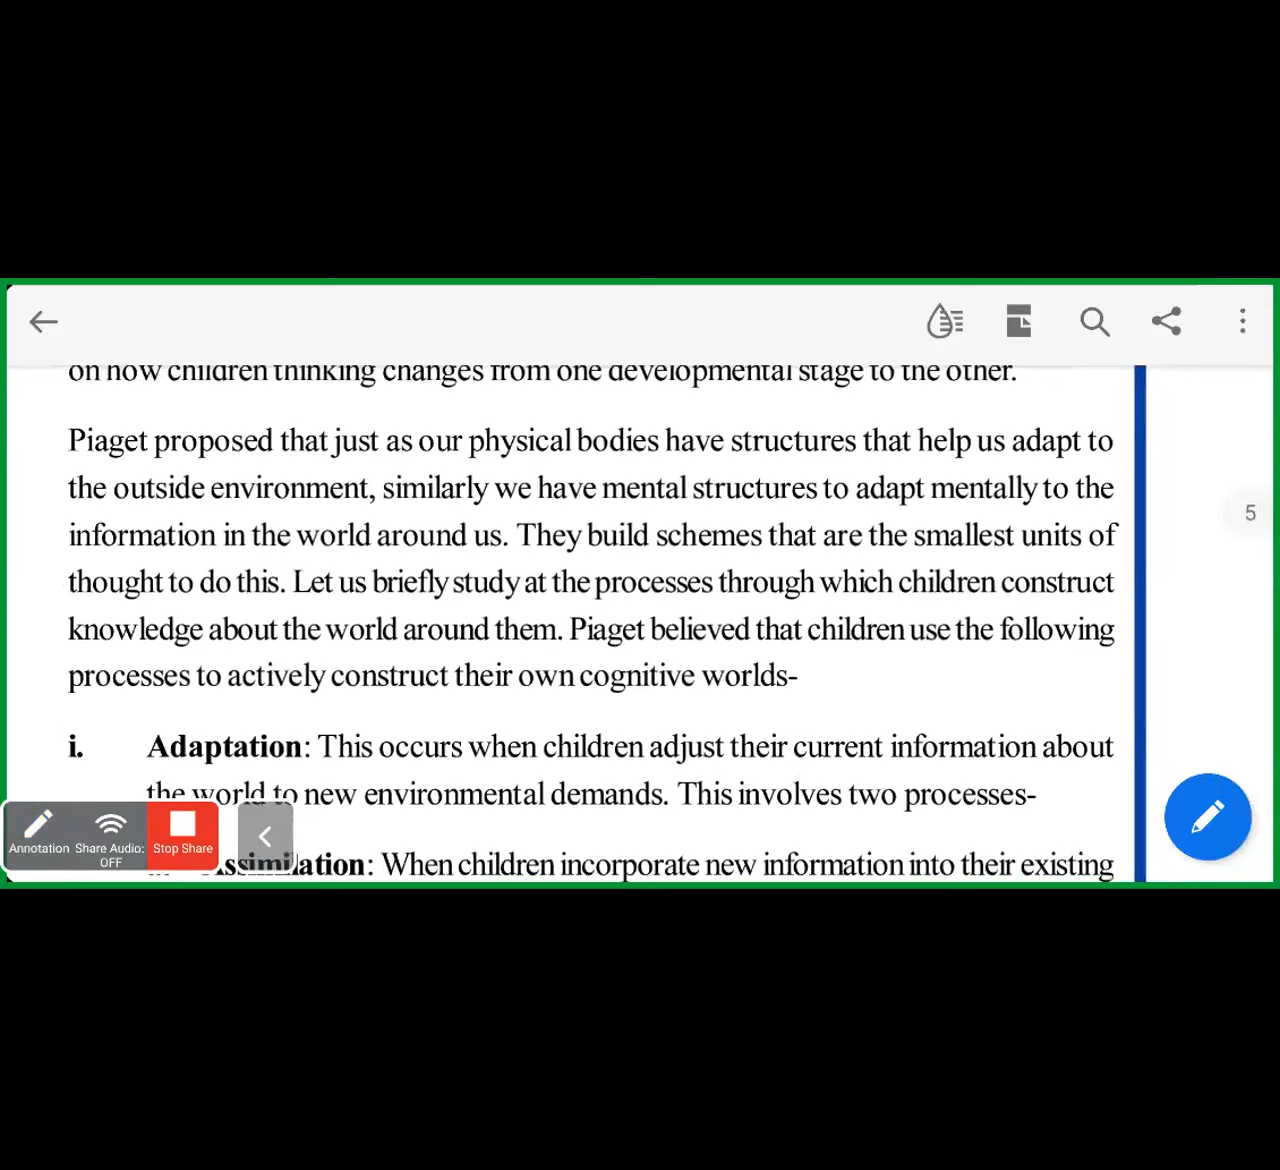 on how children thinking changes from one developmental stage to the other.
Piaget proposed that just as our physical bodies have structures that help us adapt to
the outside environment, similarly we have mental structures to adapt mentally to the
information in the world around us. They build schemes that are the smallest units of
thought to do this. Let us briefly study at the processes through which children construct
knowledge about the world around them. Piaget believed that children use the following
processes to actively construct their own cognitive worlds-
5
i. Adaptation: This occurs when children adjust their current information about
the world to new environmental demands. This involves two processes-
Assimilation: When children incorporate new information into their existing
Annotation
Share Audio:
OFF
Stop Share